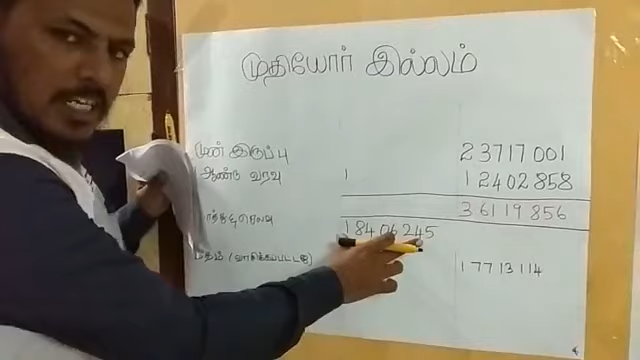 முதியோர் இல்லம்
முன் இருப்பு 23717001
ஆண்டு வரவு 1 12402858
36119856
18406245
17713114